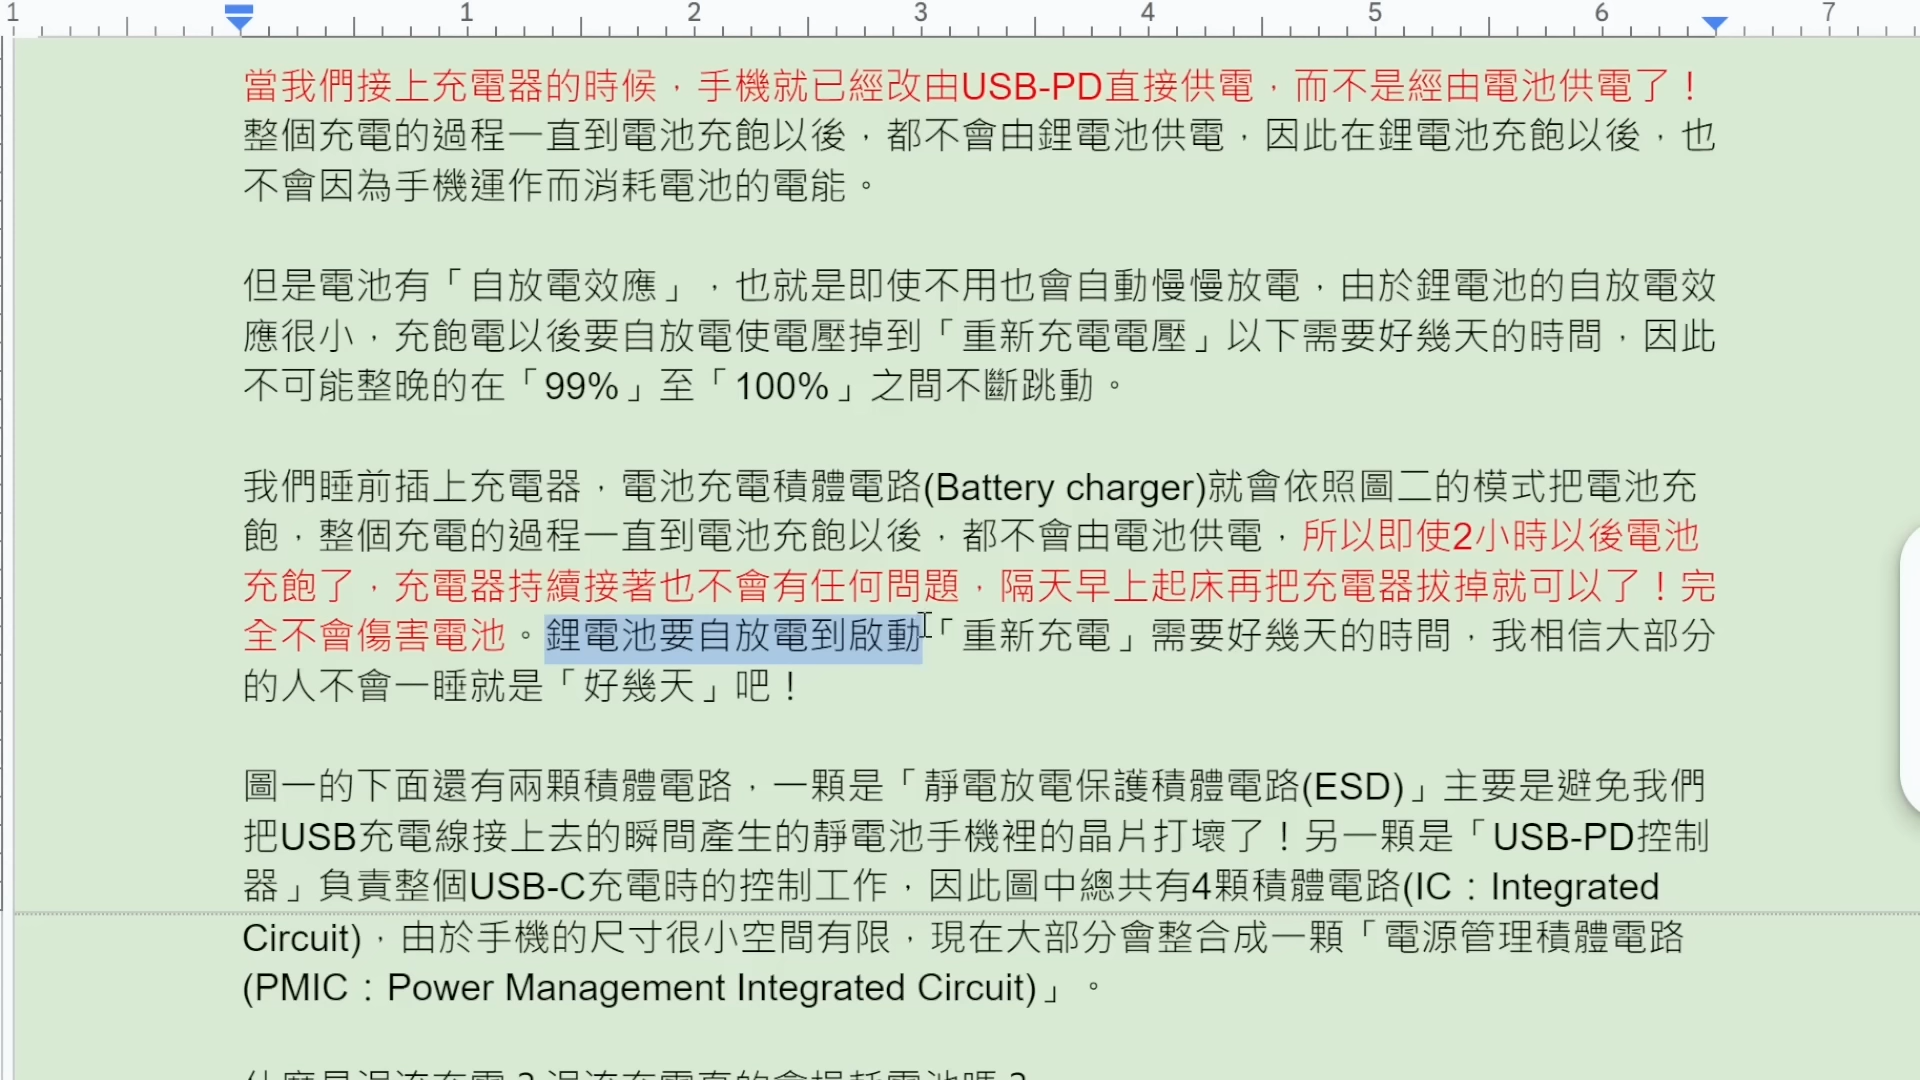 1 1 2 3 4 5 6 7
當我們接上充電器的時候，手機就已經改由USB-PD直接供電，而不是經由電池供電了！
整個充電的過程一直到電池充飽以後，都不會由鋰電池供電，因此在鋰電池充飽以後，也
不會因為手機運作而消耗電池的電能。
但是電池有「自放電效應」，也就是即使不用也會自動慢慢放電，由於鋰電池的自放電效
應很小，充飽電以後要自放電使電壓掉到「重新充電電壓」以下需要好幾天的時間，因此
不可能整晚的在「99%」至「100%」之間不斷跳動。
我們睡前插上充電器，電池充電積體電路(Battery charger)就會依照圖二的模式把電池充
飽，整個充電的過程一直到電池充飽以後，都不會由電池供電，所以即使2小時以後電池
充飽了，充電器持續接著也不會有任何問題，隔天早上起床再把充電器拔掉就可以了！完
全不會傷害電池。鋰電池要自放電到啟動「重新充電」需要好幾天的時間，我相信大部分
的人不會一睡就是「好幾天」吧！
圖一的下面還有兩顆積體電路，一顆是「靜電放電保護積體電路(ESD)」主要是避免我們
把USB充電線接上去的瞬間產生的靜電池手機裡的晶片打壞了！另一顆是「USB-PD控制
器」負責整個USB-C充電時的控制工作，因此圖中總共有4顆積體電路(IC：Integrated
Circuit)，由於手機的尺寸很小空間有限，現在大部分會整合成一顆「電源管理積體電路
(PMIC：Power Management Integrated Circuit)」。